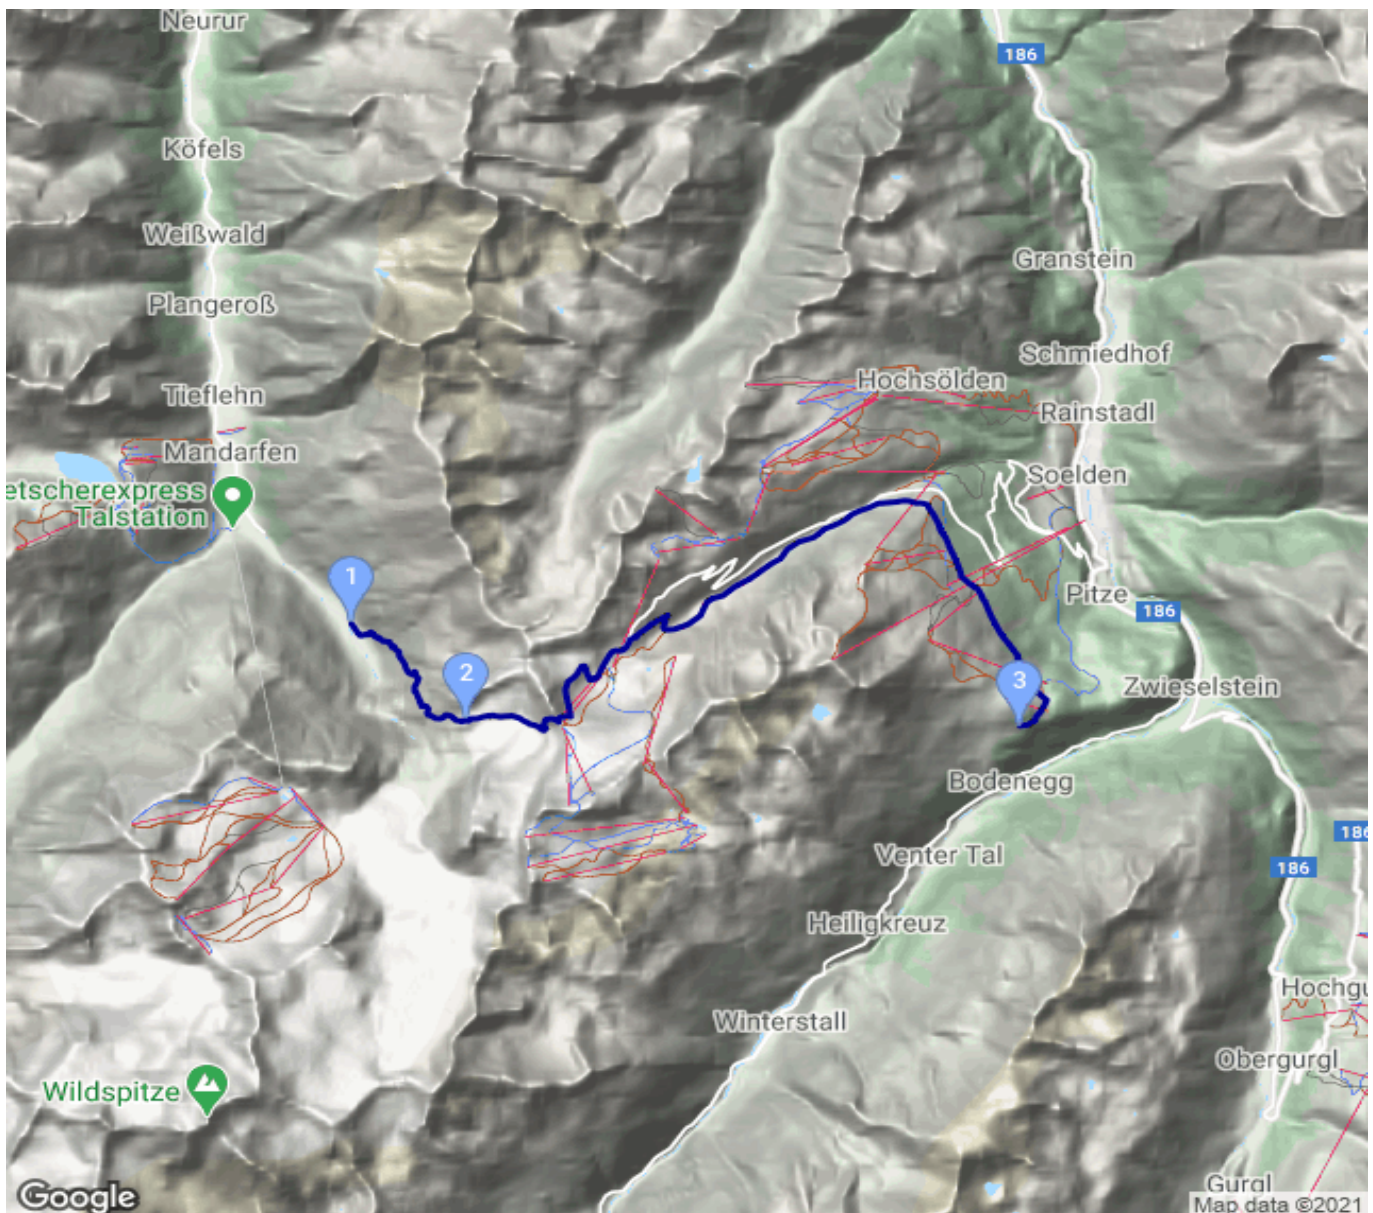 Neurur
186
Köfels
Weißwald
Granstein
Plangeroß
Schmiedhof
Tieflehn
Hochsölden
Rainstadl
Mandarfen
Soelden
etscherexpress
Talstation
1
Pitze
186
2
3
Zwieselstein
Bodenegg
186
Venter Tal
186
Heiligkreuz
Hochgu
Winterstall
Obergurgl
Wildspitze
Gurgl
Google
Map data ©2021